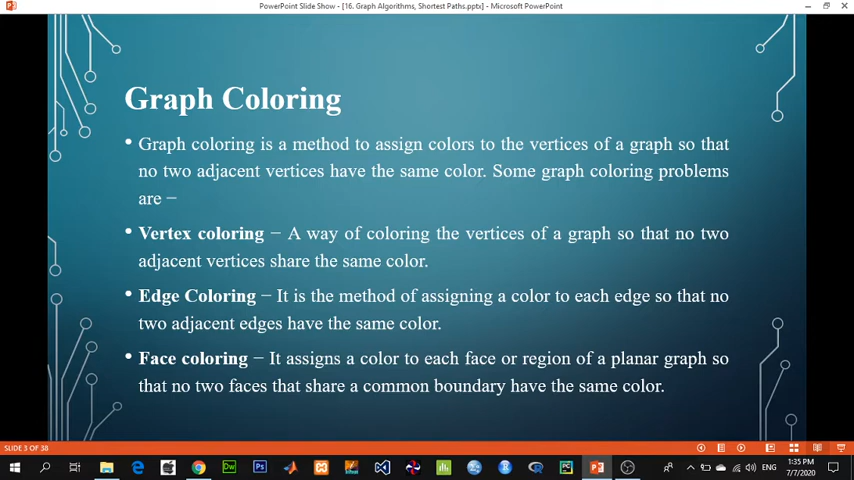 PowerPoint Slide Show - [16. Graph Algorithms, Shortest Paths.pptx] - Microsoft PowerPoint
Graph Coloring
• Graph coloring is a method to assign colors to the vertices of a graph so that
no two adjacent vertices have the same color. Some graph coloring problems
are −
• Vertex coloring − A way of coloring the vertices of a graph so that no two
adjacent vertices share the same color.
• Edge Coloring − It is the method of assigning a color to each edge so that no
two adjacent edges have the same color.
• Face coloring − It assigns a color to each face or region of a planar graph so
that no two faces that share a common boundary have the same color.
SLIDE 3 OF 38
Dw
Ps
R
PC
ENG
1:35 PM
7/7/2020